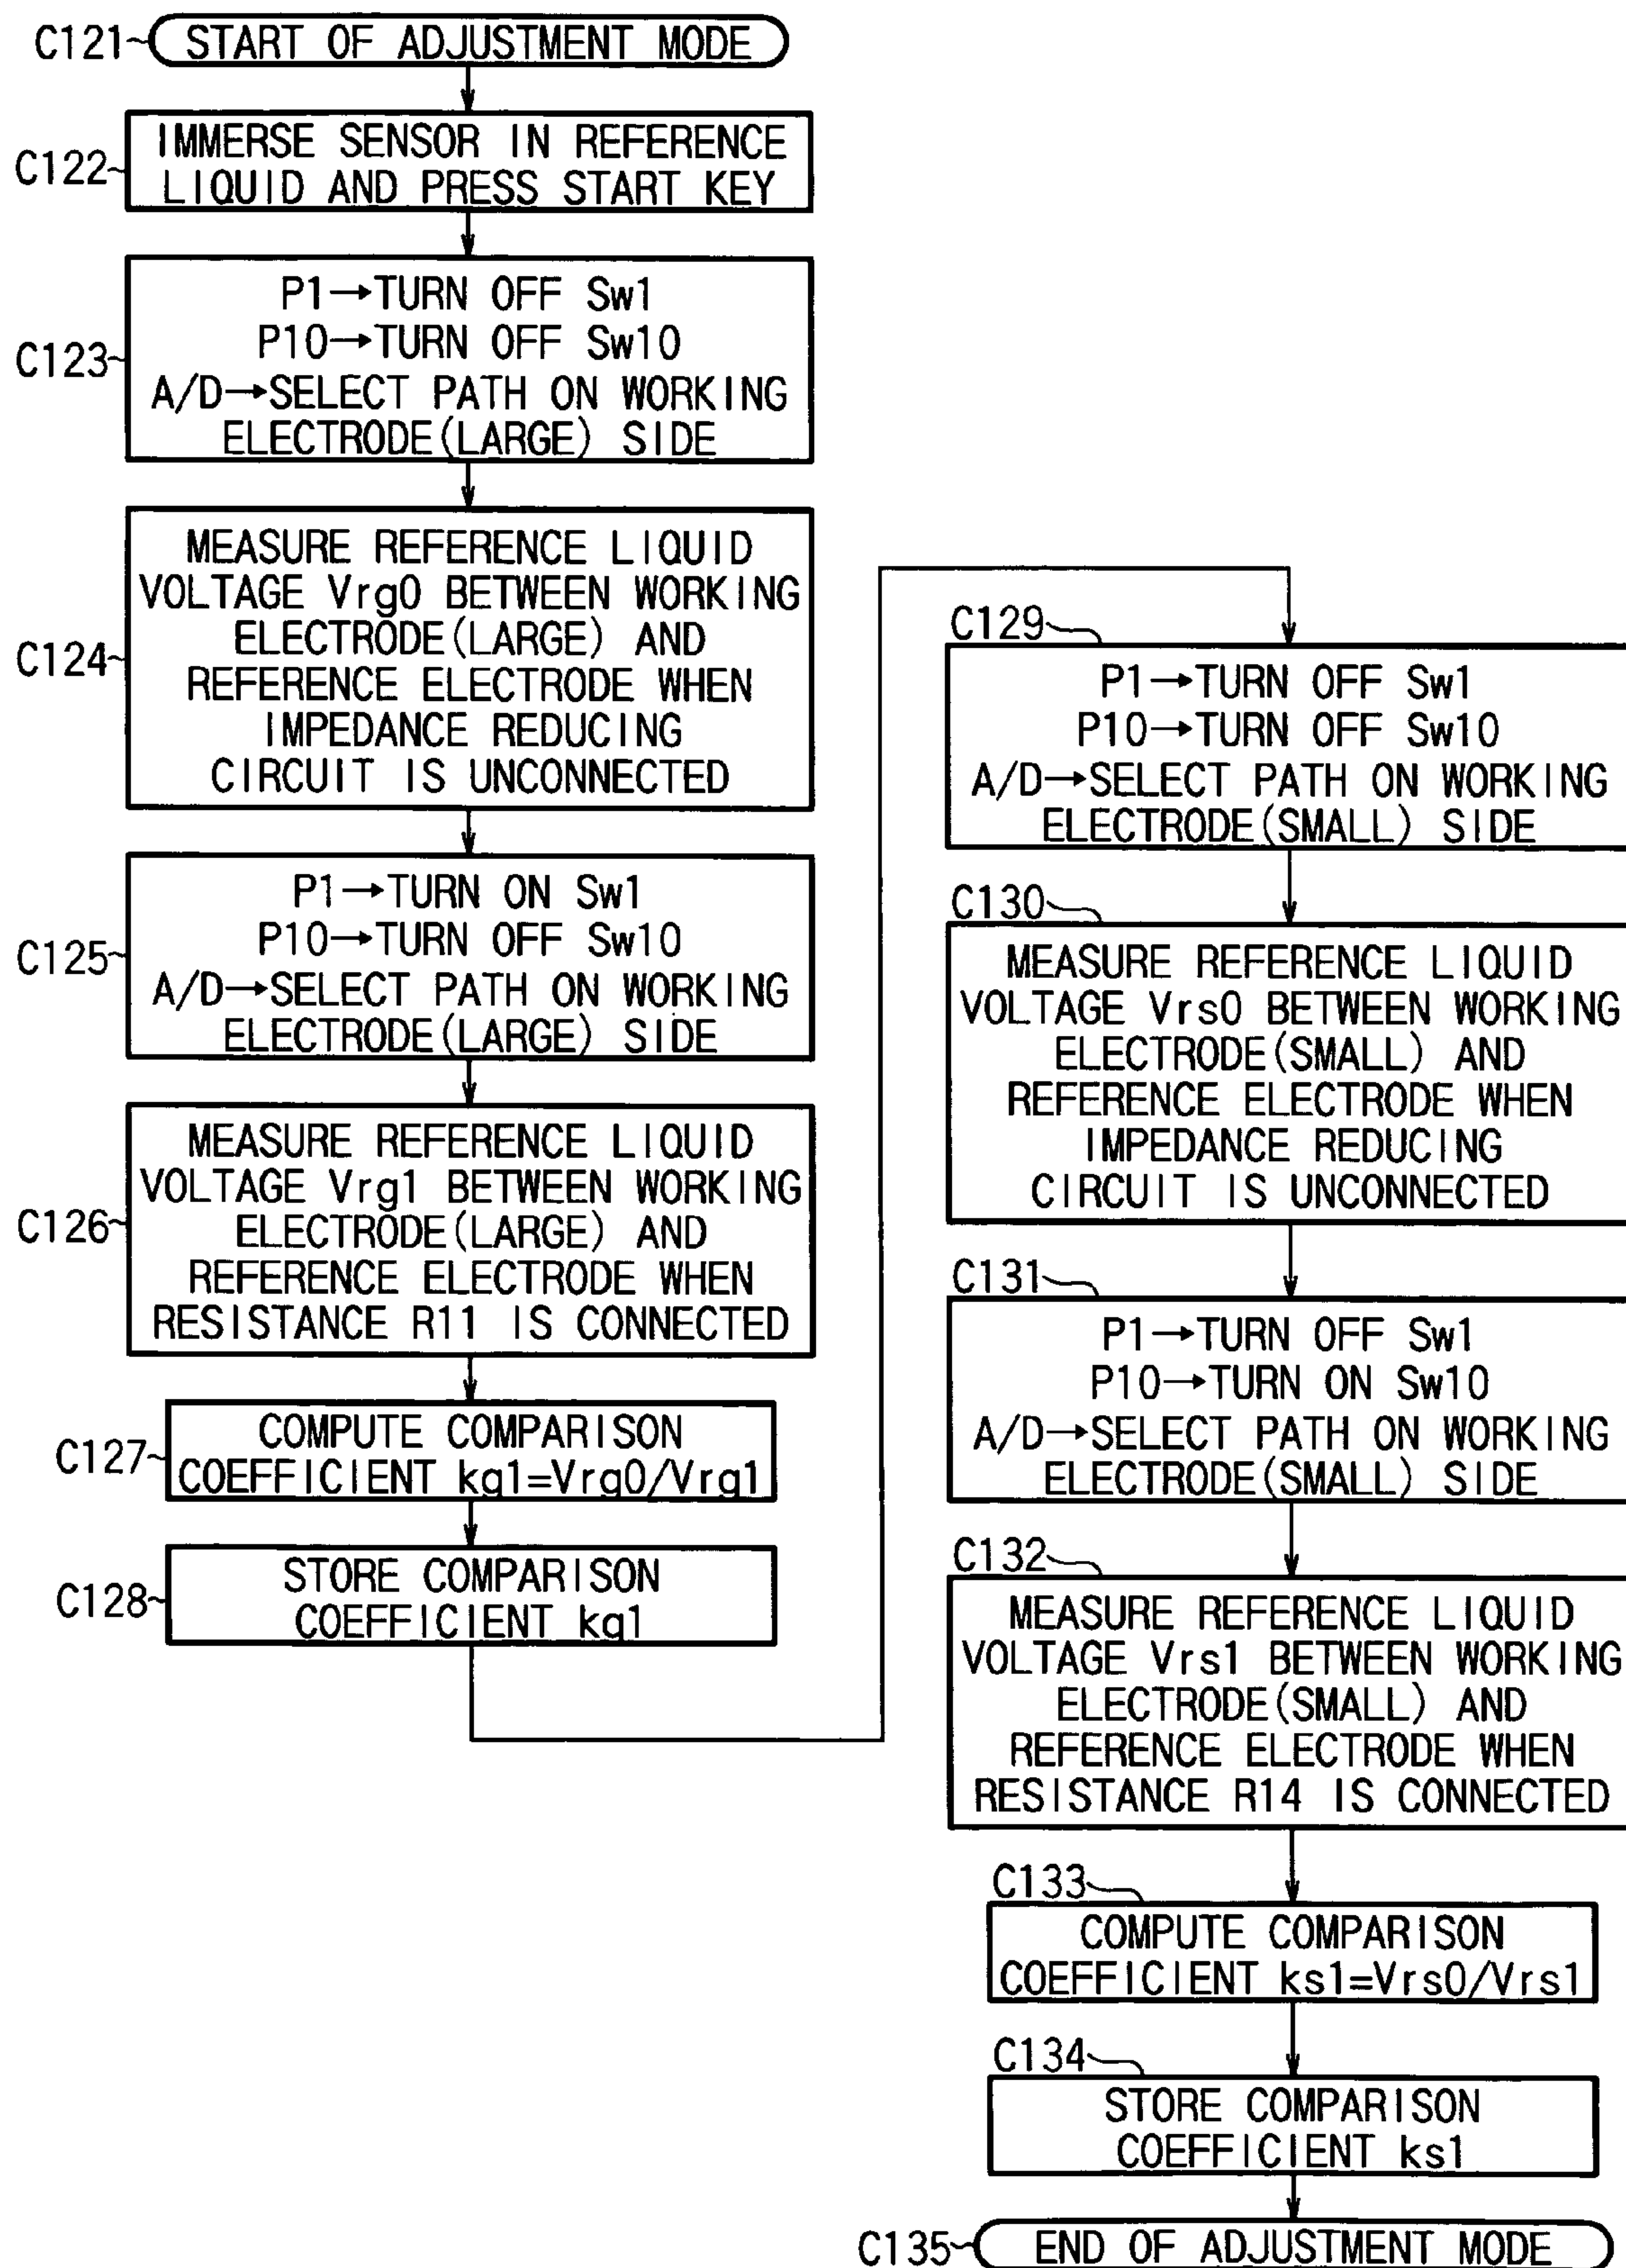 C121
START OF ADJUSTMENT MODE
C122
IMMERSE SENSOR IN REFERENCE
LIQUID AND PRESS START KEY
C123
P1→TURN OFF Sw1
P10→TURN OFF Sw10
A/D→SELECT PATH ON WORKING
ELECTRODE(LARGE) SIDE
C124
MEASURE REFERENCE LIQUID
VOLTAGE Vrg0 BETWEEN WORKING
ELECTRODE(LARGE) AND
REFERENCE ELECTRODE WHEN
IMPEDANCE REDUCING
CIRCUIT IS UNCONNECTED
C125
P1→TURN ON Sw1
P10→TURN OFF Sw10
A/D→SELECT PATH ON WORKING
ELECTRODE(LARGE) SIDE
C126
MEASURE REFERENCE LIQUID
VOLTAGE Vrg1 BETWEEN WORKING
ELECTRODE(LARGE) AND
REFERENCE ELECTRODE WHEN
RESISTANCE R11 IS CONNECTED
C127
COMPUTE COMPARISON
COEFFICIENT kg1=Vrg0/Vrg1
C128
STORE COMPARISON
COEFFICIENT kg1
C129
P1→TURN OFF Sw1
P10→TURN OFF Sw10
A/D→SELECT PATH ON WORKING
ELECTRODE(SMALL) SIDE
C130
MEASURE REFERENCE LIQUID
VOLTAGE Vrs0 BETWEEN WORKING
ELECTRODE(SMALL) AND
REFERENCE ELECTRODE WHEN
IMPEDANCE REDUCING
CIRCUIT IS UNCONNECTED
C131
P1→TURN OFF Sw1
P10→TURN ON Sw10
A/D→SELECT PATH ON WORKING
ELECTRODE(SMALL) SIDE
C132
MEASURE REFERENCE LIQUID
VOLTAGE Vrs1 BETWEEN WORKING
ELECTRODE(SMALL) AND
REFERENCE ELECTRODE WHEN
RESISTANCE R14 IS CONNECTED
C133
COMPUTE COMPARISON
COEFFICIENT ks1=Vrs0/Vrs1
C134
STORE COMPARISON
COEFFICIENT ks1
C135
END OF ADJUSTMENT MODE